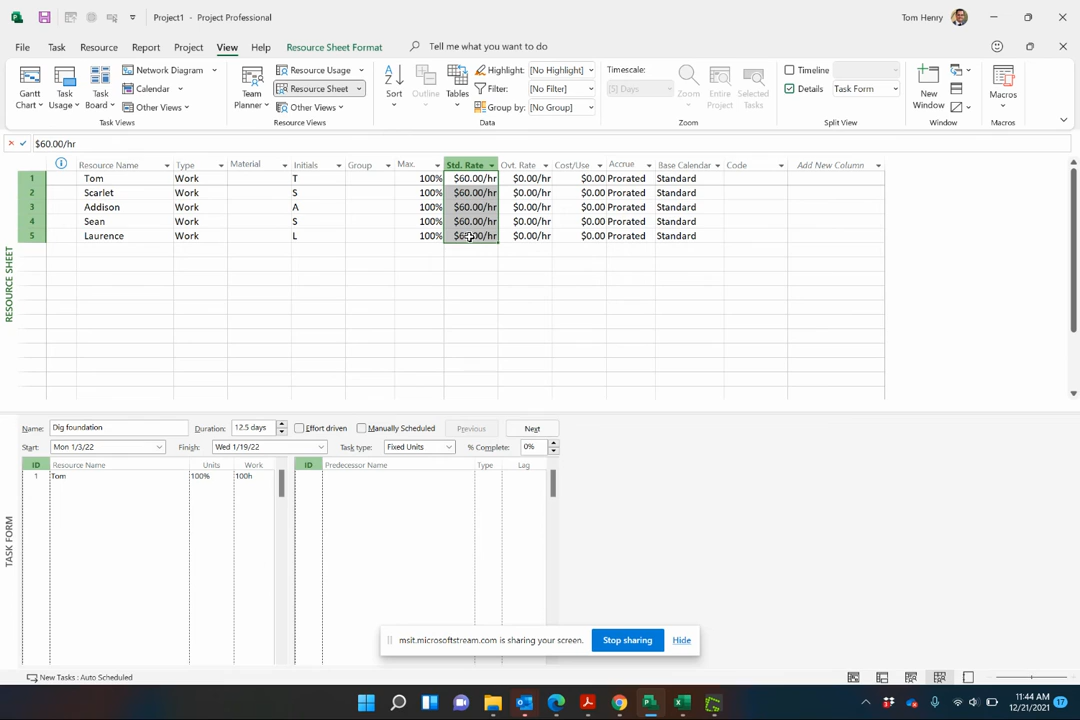 Project1 - Project Professional
Tom Henry
File Task Resource Report Project View Help Resource Sheet Format Tell me what you want to do
Gantt Chart
Task Usage
Task Board
Network Diagram
Calendar
Other Views
Task Views
Team Planner
Resource Usage
Resource Sheet
Other Views
Resource Views
Sort
Outline
Tables
Highlight: [No Highlight]
Filter: [No Filter]
Group by: [No Group]
Data
Timescale:
[5] Days
Zoom
Entire Project
Selected Tasks
Zoom
Timeline
Details Task Form
Split View
New Window
Window
Macros
Macros
$60.00/hr
Resource Name Type Material Initials Group Max. Std. Rate Ovt. Rate Cost/Use Accrue Base Calendar Code Add New Column
1 Tom Work T 100% $60.00/hr $0.00/hr $0.00 Prorated Standard
2 Scarlet Work S 100% $60.00/hr $0.00/hr $0.00 Prorated Standard
3 Addison Work A 100% $60.00/hr $0.00/hr $0.00 Prorated Standard
4 Sean Work S 100% $60.00/hr $0.00/hr $0.00 Prorated Standard
5 Laurence Work L 100% $60.00/hr $0.00/hr $0.00 Prorated Standard
RESOURCE SHEET
Name: Dig foundation Duration: 12.5 days Effort driven Manually Scheduled Previous Next
Start: Mon 1/3/22 Finish: Wed 1/19/22 Task type: Fixed Units % Complete: 0%
ID Resource Name Units Work ID Predecessor Name Type Lag
1 Tom 100% 100h
TASK FORM
msit.microsoftstream.com is sharing your screen. Stop sharing Hide
New Tasks : Auto Scheduled
11:44 AM
12/21/2021
17